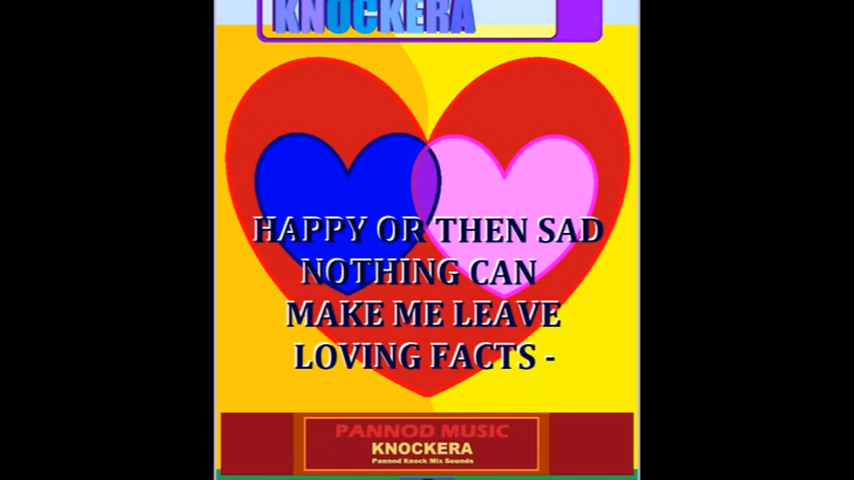 KNOCKERA
HAPPY OR THEN SAD
NOTHING CAN
MAKE ME LEAVE
LOVING FACTS -
PANNOD MUSIC
KNOCKERA
Pannod Knock Mix Sounds